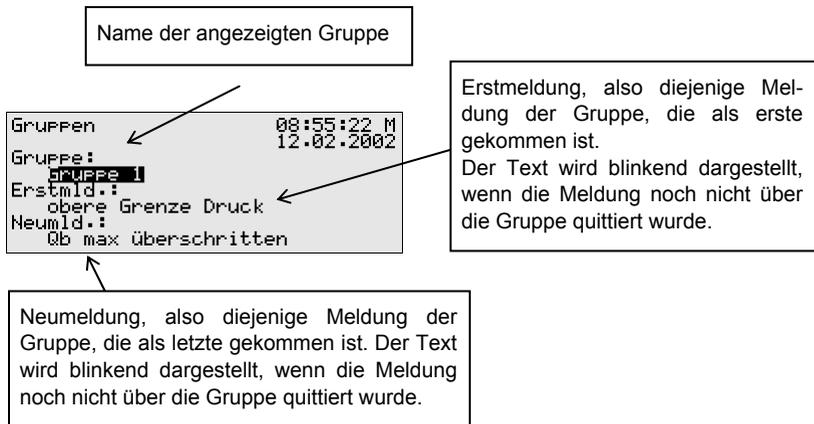 Name der angezeigten Gruppe
Gruppen 08:55:22 M
12.02.2002
Gruppe:
Gruppe 1
Erstmld.:
obere Grenze Druck
Neumld.:
Qb max überschritten
Erstmeldung, also diejenige Mel-
dung der Gruppe, die als erste
gekommen ist.
Der Text wird blinkend dargestellt,
wenn die Meldung noch nicht über
die Gruppe quittiert wurde.
Neumeldung, also diejenige Meldung der
Gruppe, die als letzte gekommen ist. Der Text
wird blinkend dargestellt, wenn die Meldung
noch nicht über die Gruppe quittiert wurde.